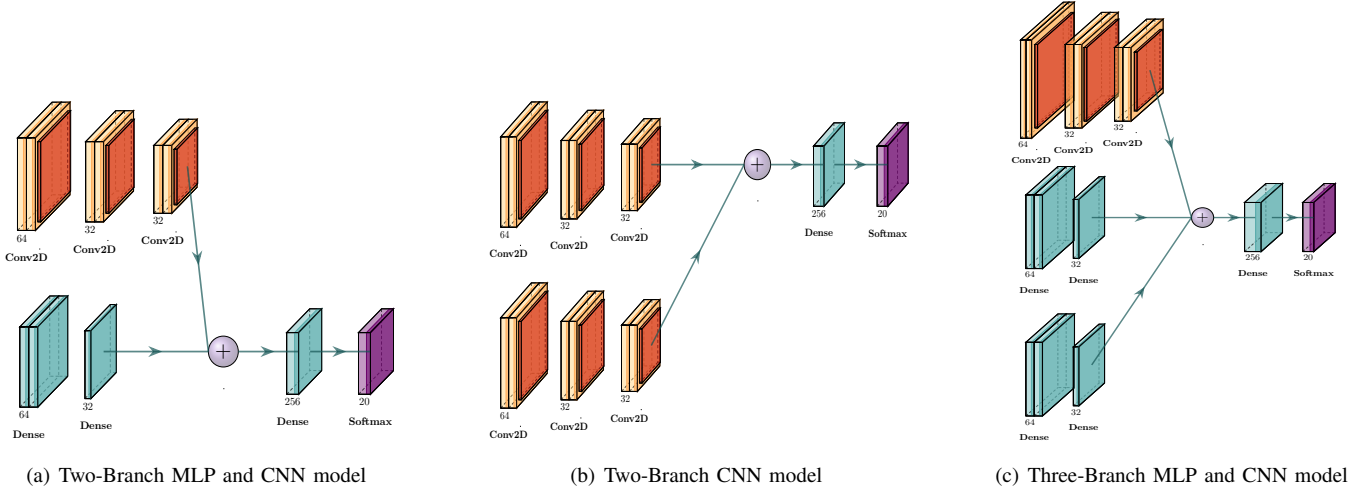 64
Conv2D
32
Conv2D
32
Conv2D
64
Dense
32
Dense
+
256
Dense
20
Softmax
(a) Two-Branch MLP and CNN model
64
Conv2D
32
Conv2D
32
Conv2D
64
Conv2D
32
Conv2D
32
Conv2D
+
256
Dense
20
Softmax
(b) Two-Branch CNN model
64
Conv2D
32
Conv2D
32
Conv2D
64
Dense
32
Dense
64
Dense
32
Dense
+
256
Dense
20
Softmax
(c) Three-Branch MLP and CNN model